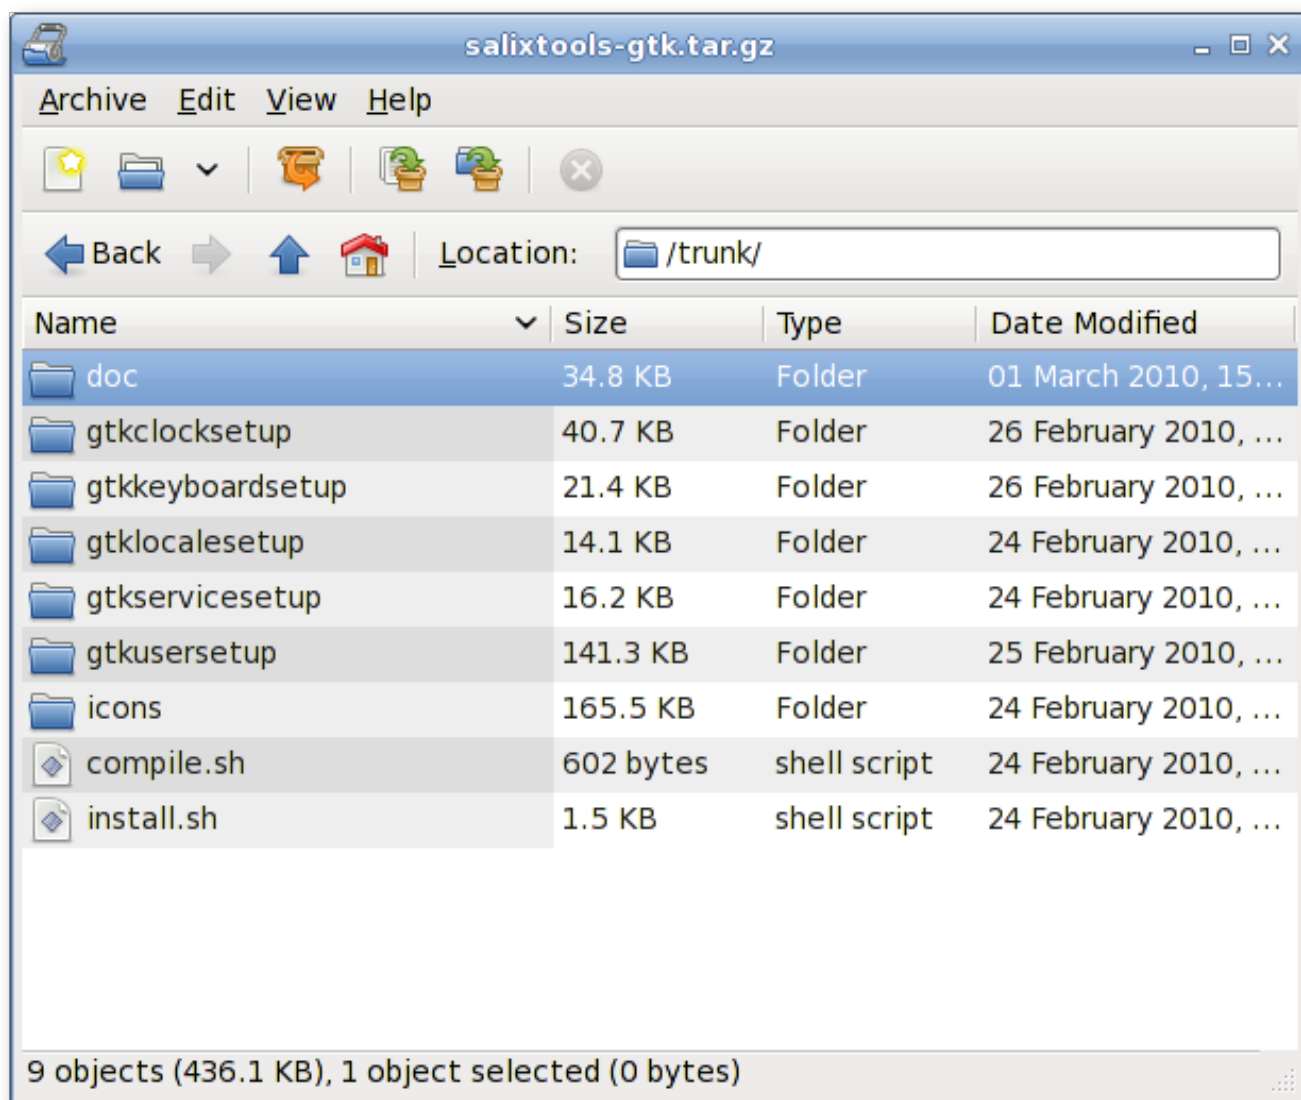 salixtools-gtk.tar.gz
Archive Edit View Help
Back Location: /trunk/
Name Size Type Date Modified
doc 34.8 KB Folder 01 March 2010, 15...
gtkclocksetup 40.7 KB Folder 26 February 2010, ...
gtkkeyboardsetup 21.4 KB Folder 26 February 2010, ...
gtklocalesetup 14.1 KB Folder 24 February 2010, ...
gtkservicesetup 16.2 KB Folder 24 February 2010, ...
gtkusersetup 141.3 KB Folder 25 February 2010, ...
icons 165.5 KB Folder 24 February 2010, ...
compile.sh 602 bytes shell script 24 February 2010, ...
install.sh 1.5 KB shell script 24 February 2010, ...
9 objects (436.1 KB), 1 object selected (0 bytes)